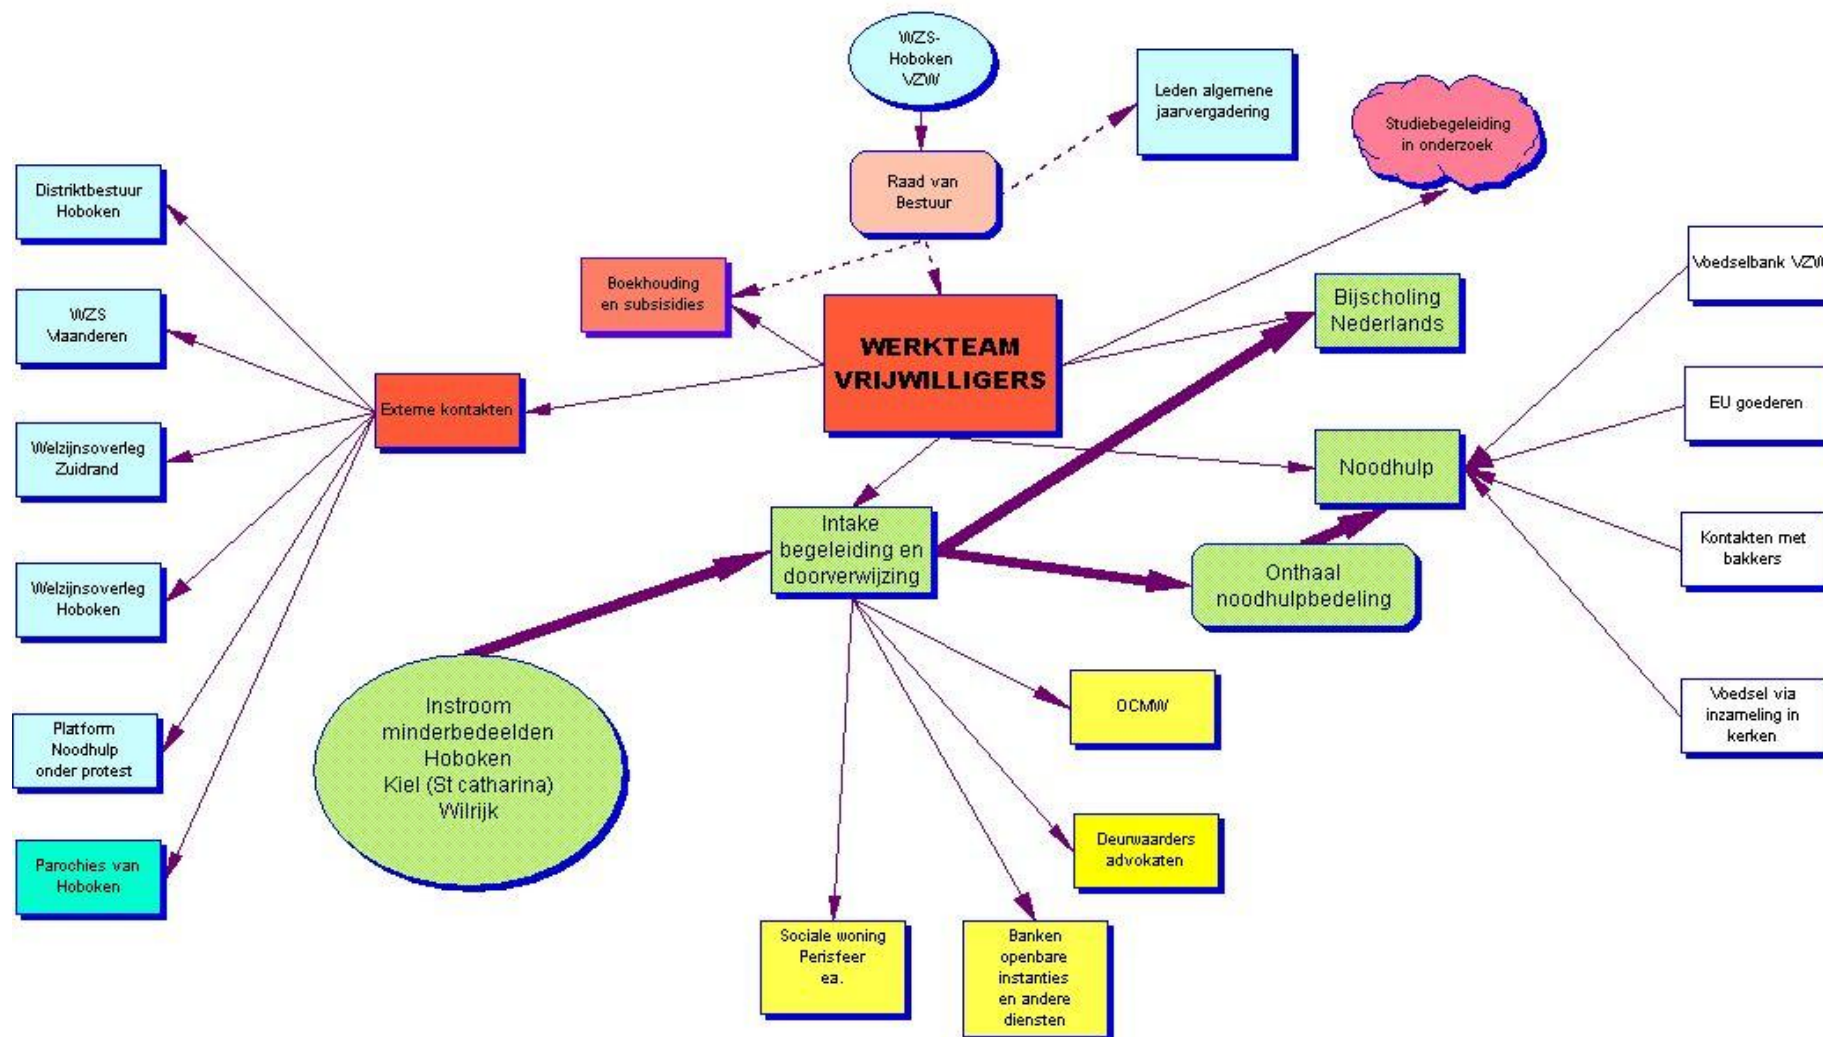 WZS-
Hoboken
VZW
Leden algemene
jaarvergadering
Studiebegeleiding
in onderzoek
Raad van
Bestuur
Distriktbestuur
Hoboken
Boekhouding
en subsisidies
WERKTEAM
VRIJWILLIGERS
Bijscholing
Nederlands
Voedselbank VZW
WZS
Vlaanderen
Externe kontakten
EU goederen
Welzijnsoverleg
Zuidrand
Noodhulp
Intake
begeleiding en
doorverwijzing
Kontakten met
bakkers
Welzijnsoverleg
Hoboken
Onthaal
noodhulpbedeling
Instroom
minderbedeelden
Hoboken
Kiel (St catharina)
Wilrijk
OCMW
Voedsel via
inzameling in
kerken
Platform
Noodhulp
onder protest
Deurwaarders
advokaten
Parochies van
Hoboken
Sociale woning
Perisfeer
ea.
Banken
openbare
instanties
en andere
diensten